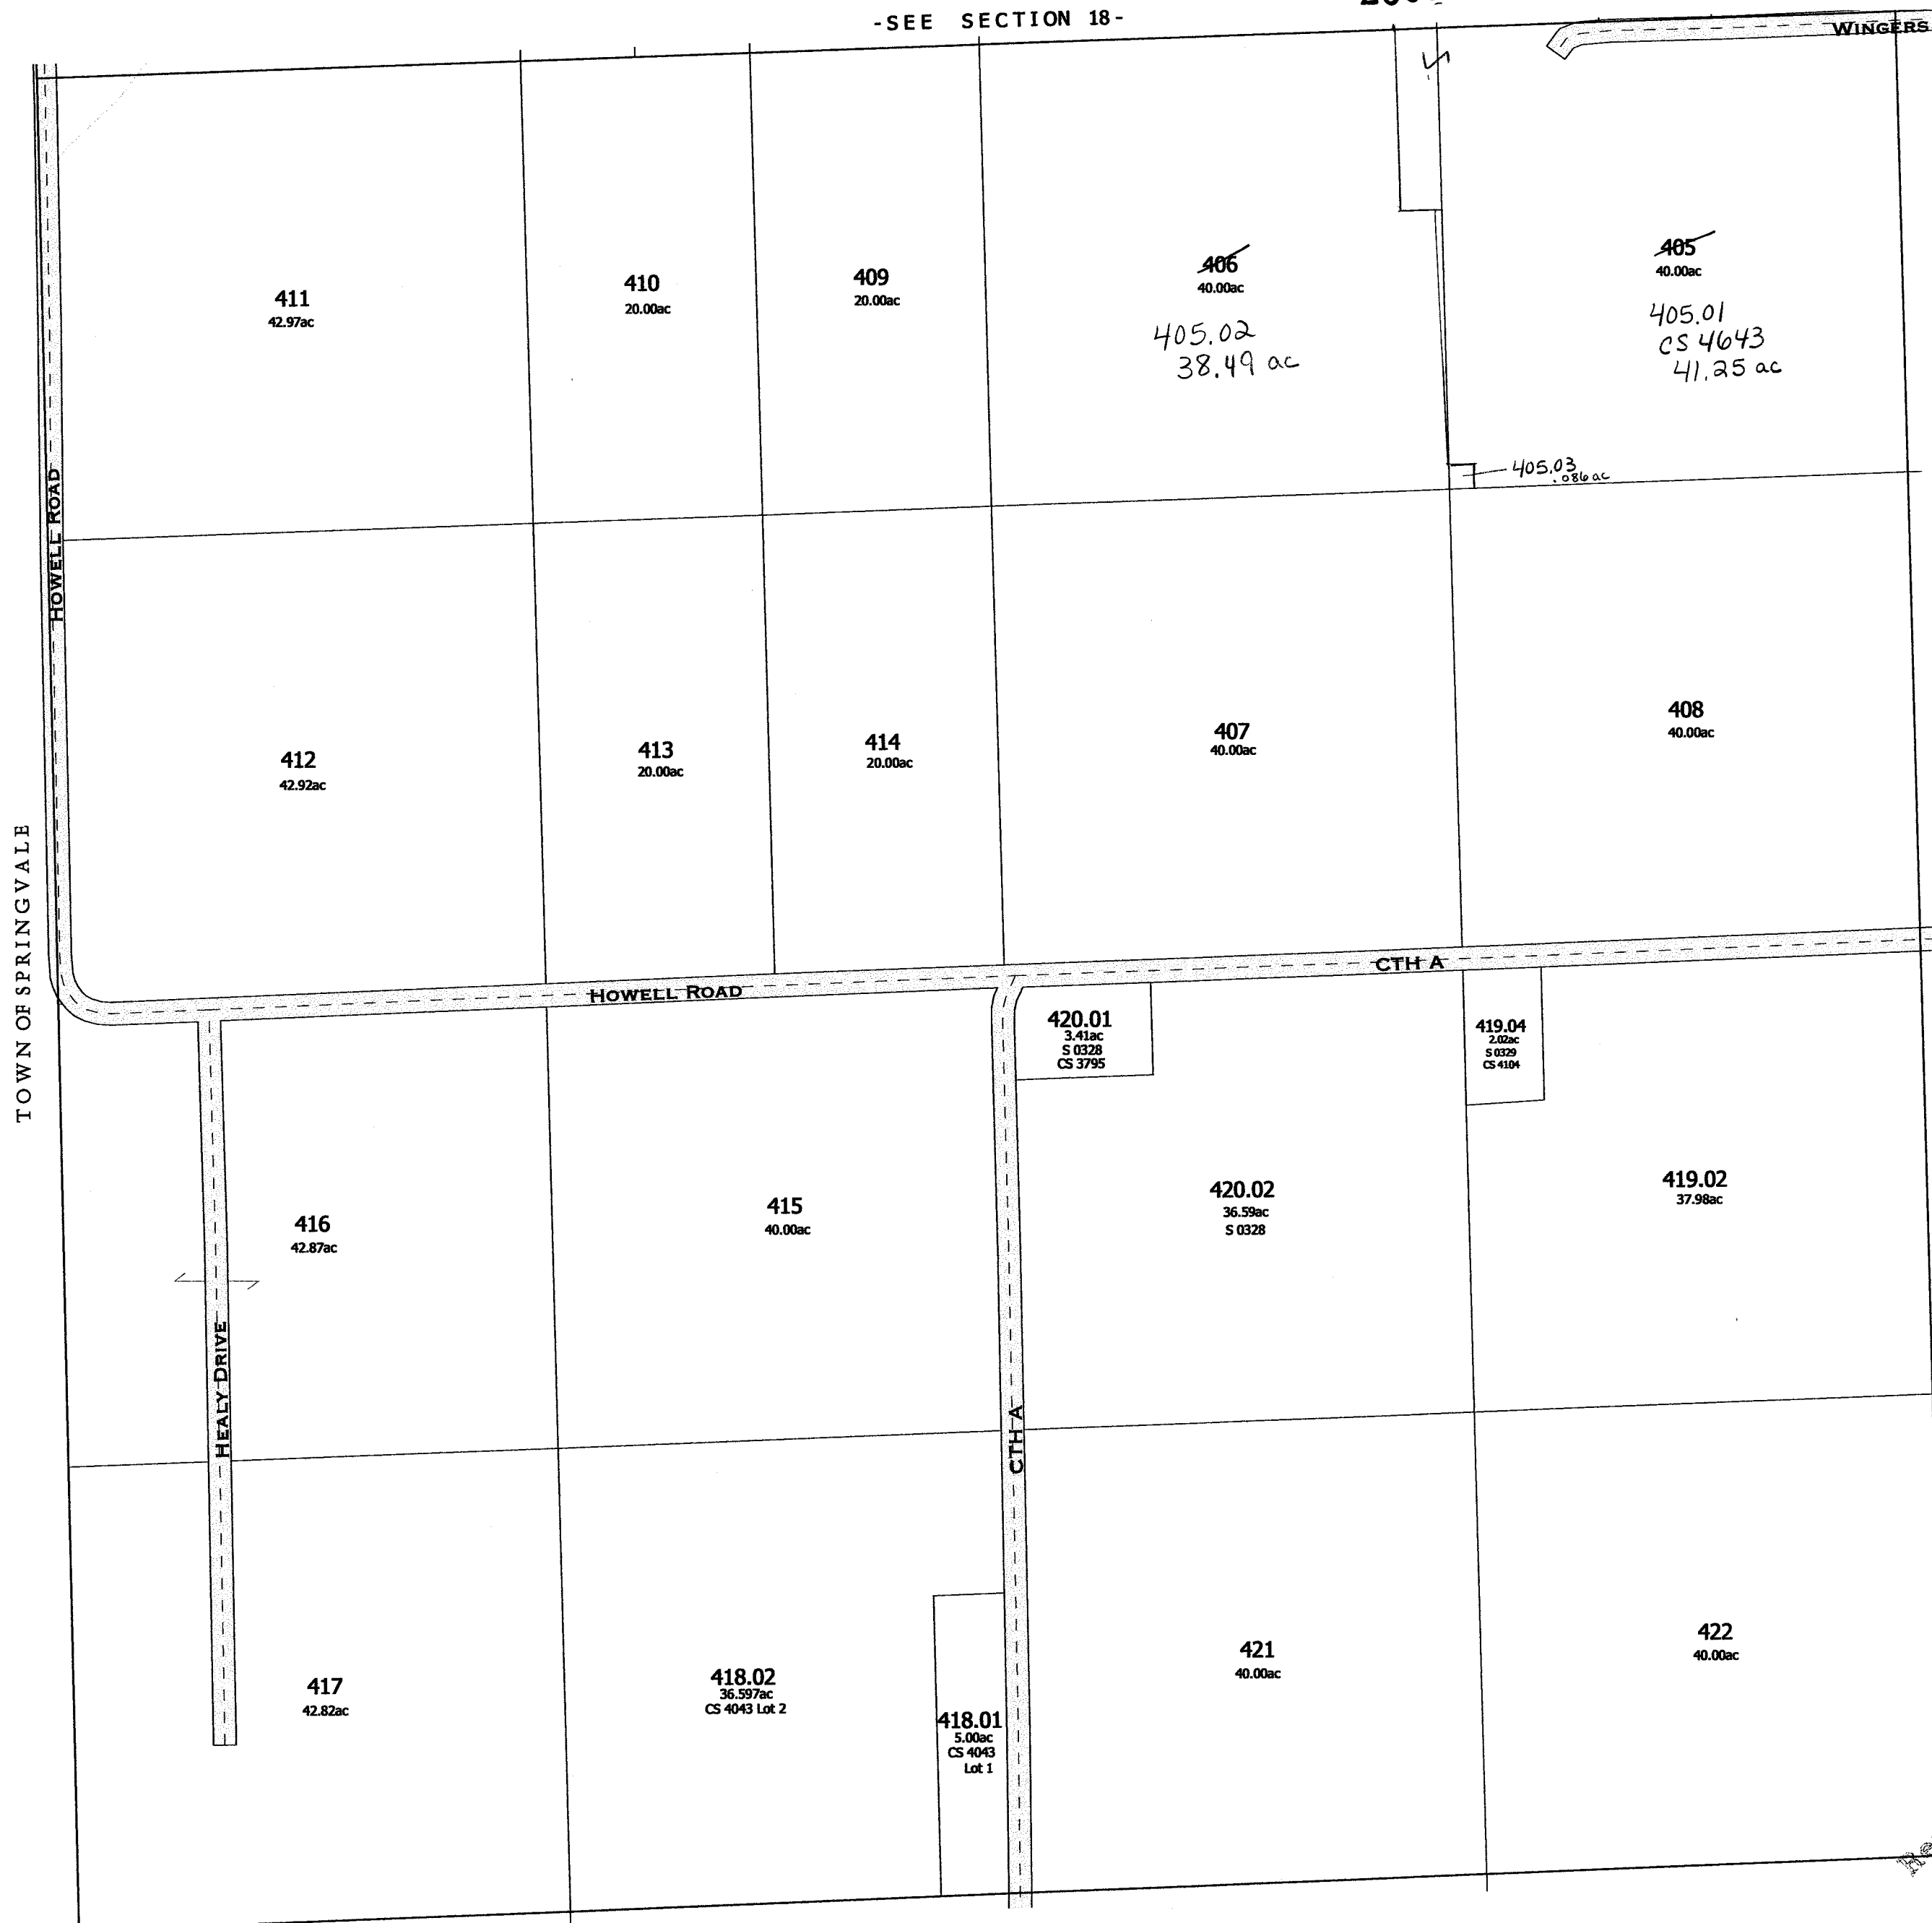 -SEE SECTION 18-
WINGERS
411
42.97ac
410
20.00ac
409
20.00ac
406
40.00ac
405.02
38.49 ac
405
40.00ac
405.01
CS 4643
41.25 ac
405.03
.086 ac
HOWELL ROAD
412
42.92ac
413
20.00ac
414
20.00ac
407
40.00ac
408
40.00ac
TOWN OF SPRINGVALE
HOWELL ROAD
CTH A
420.01
3.41ac
S 0328
CS 3795
419.04
2.02ac
S 0329
CS 4104
416
42.87ac
415
40.00ac
420.02
36.59ac
S 0328
419.02
37.98ac
HEALY DRIVE
CTH A
417
42.82ac
418.02
36.597ac
CS 4043 Lot 2
418.01
5.00ac
CS 4043
Lot 1
421
40.00ac
422
40.00ac